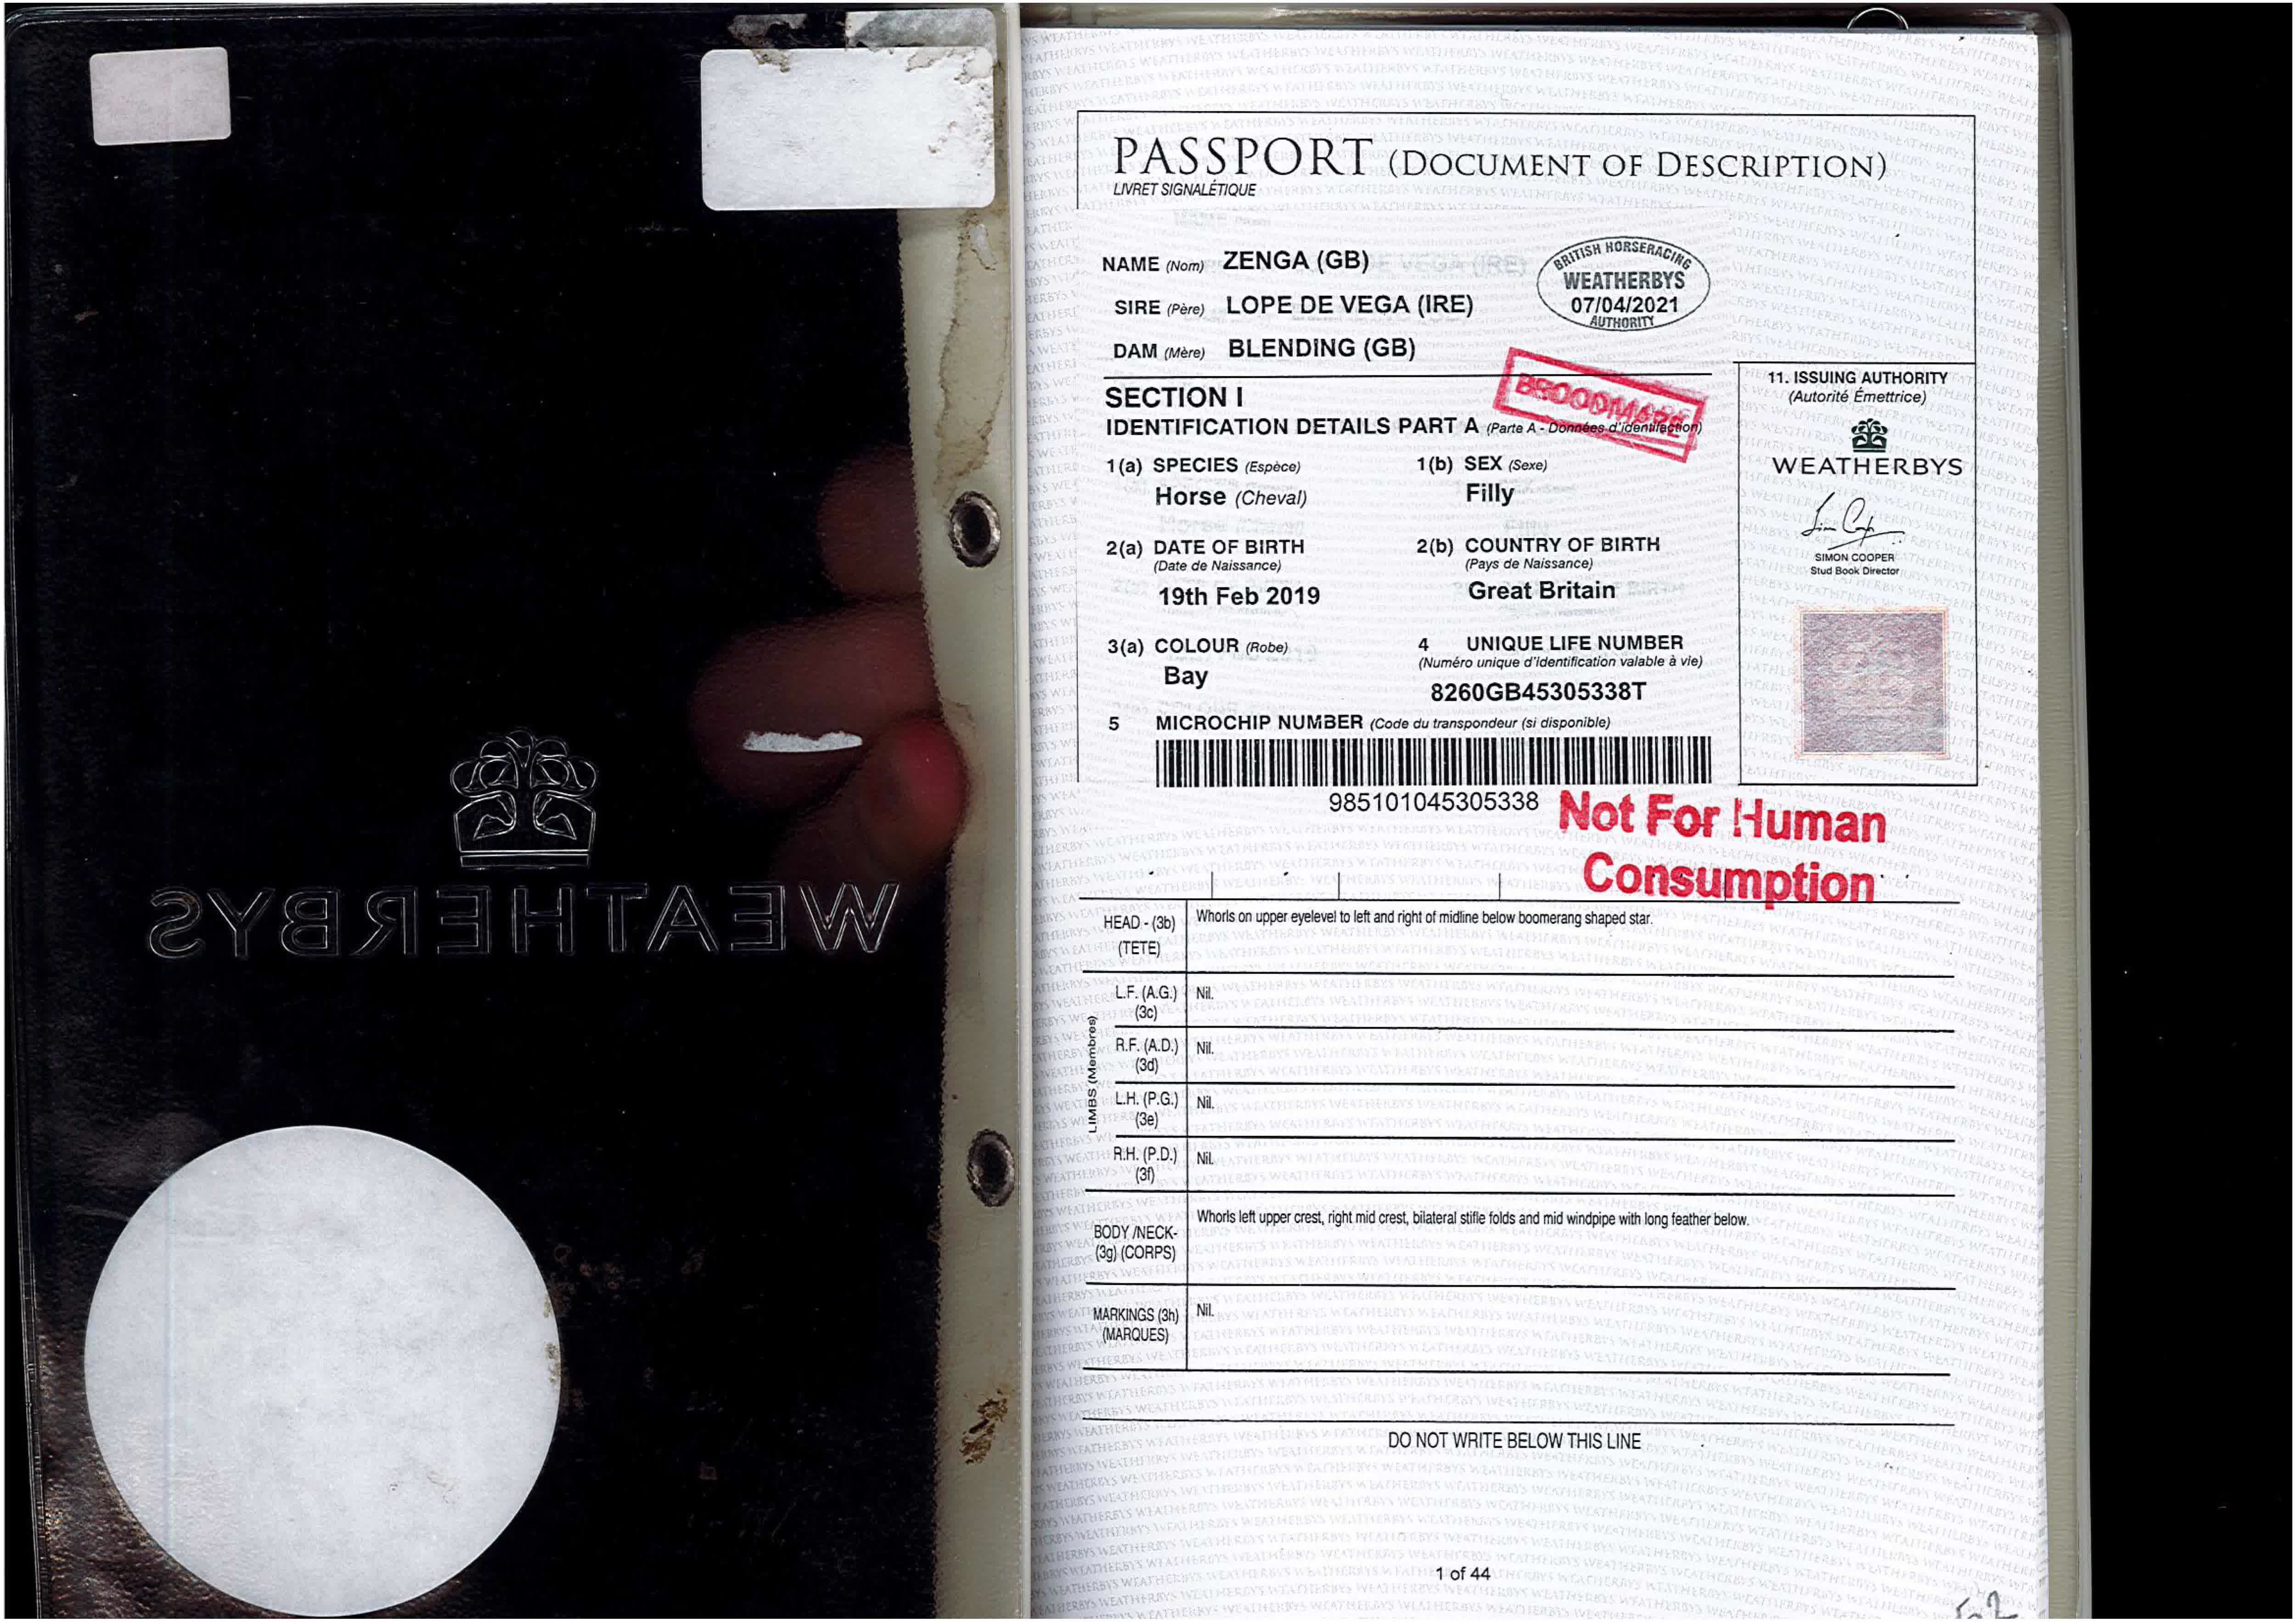 WEATHERBYS
PASSPORT (DOCUMENT OF DESCRIPTION)
LIVRET SIGNALÉTIQUE
NAME (Nom) ZENGA (GB)
SIRE (Père) LOPE DE VEGA (IRE)
DAM (Mère) BLENDING (GB)
BRITISH HORSERACING
WEATHERBYS
07/04/2021
AUTHORITY
BROODMARE
SECTION I
IDENTIFICATION DETAILS PART A (Parte A - Données d'identifaction)
1(a) SPECIES (Espèce)
Horse (Cheval)
1(b) SEX (Sexe)
Filly
2(a) DATE OF BIRTH
(Date de Naissance)
19th Feb 2019
2(b) COUNTRY OF BIRTH
(Pays de Naissance)
Great Britain
3(a) COLOUR (Robe)
Bay
4 UNIQUE LIFE NUMBER
(Numéro unique d'identification valable à vie)
8260GB45305338T
5 MICROCHIP NUMBER (Code du transpondeur (si disponible)
985101045305338
11. ISSUING AUTHORITY
(Autorité Émettrice)
WEATHERBYS
SIMON COOPER
Stud Book Director
Not For Human
Consumption
HEAD - (3b)
(TETE)
Whorls on upper eyelevel to left and right of midline below boomerang shaped star.
LIMBS (Membres)
L.F. (A.G.)
(3c)
Nil.
R.F. (A.D.)
(3d)
Nil.
L.H. (P.G.)
(3e)
Nil.
R.H. (P.D.)
(3f)
Nil.
BODY /NECK-
(3g) (CORPS)
Whorls left upper crest, right mid crest, bilateral stifle folds and mid windpipe with long feather below.
MARKINGS (3h)
(MARQUES)
Nil.
DO NOT WRITE BELOW THIS LINE
1 of 44